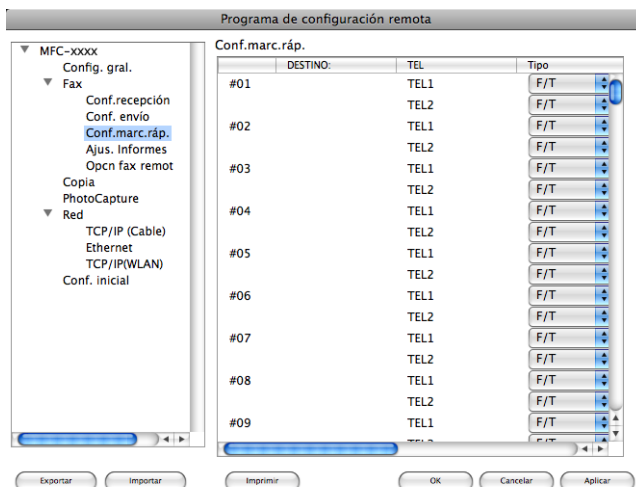 Programa de configuración remota
MFC-xxxx
Config. gral.
Fax
Conf.recepción
Conf. envío
Conf.marc.ráp.
Ajus. Informes
Opcn fax remot
Copia
PhotoCapture
Red
TCP/IP (Cable)
Ethernet
TCP/IP(WLAN)
Conf. inicial
Conf.marc.ráp.
DESTINO: TEL Tipo
#01 TEL1 F/T
TEL2 F/T
#02 TEL1 F/T
TEL2 F/T
#03 TEL1 F/T
TEL2 F/T
#04 TEL1 F/T
TEL2 F/T
#05 TEL1 F/T
TEL2 F/T
#06 TEL1 F/T
TEL2 F/T
#07 TEL1 F/T
TEL2 F/T
#08 TEL1 F/T
TEL2 F/T
#09 TEL1 F/T
TEL2 F/T
Exportar Importar Imprimir OK Cancelar Aplicar